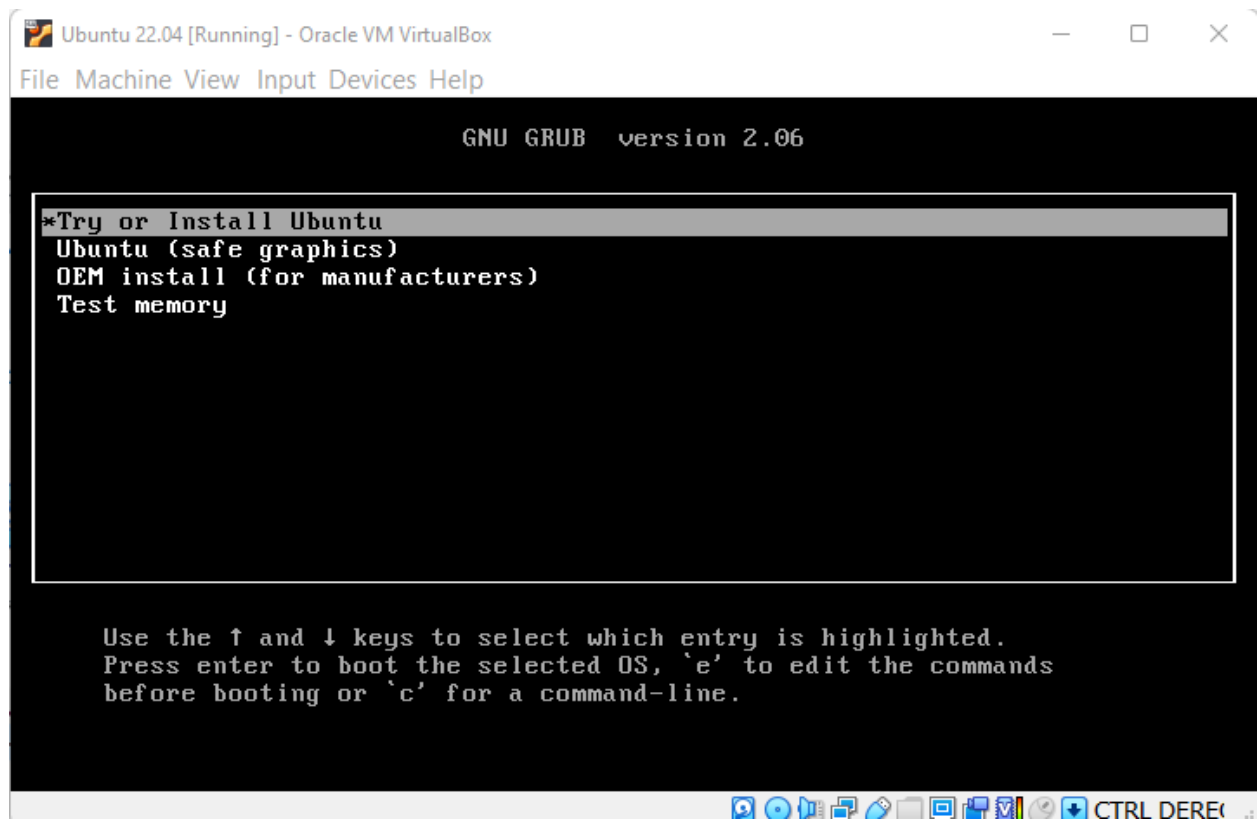 Ubuntu 22.04 [Running] - Oracle VM VirtualBox
File Machine View Input Devices Help
GNU GRUB version 2.06
*Try or Install Ubuntu
Ubuntu (safe graphics)
OEM install (for manufacturers)
Test memory
Use the ↑ and ↓ keys to select which entry is highlighted.
Press enter to boot the selected OS, `e' to edit the commands
before booting or `c' for a command-line.
CTRL DERE